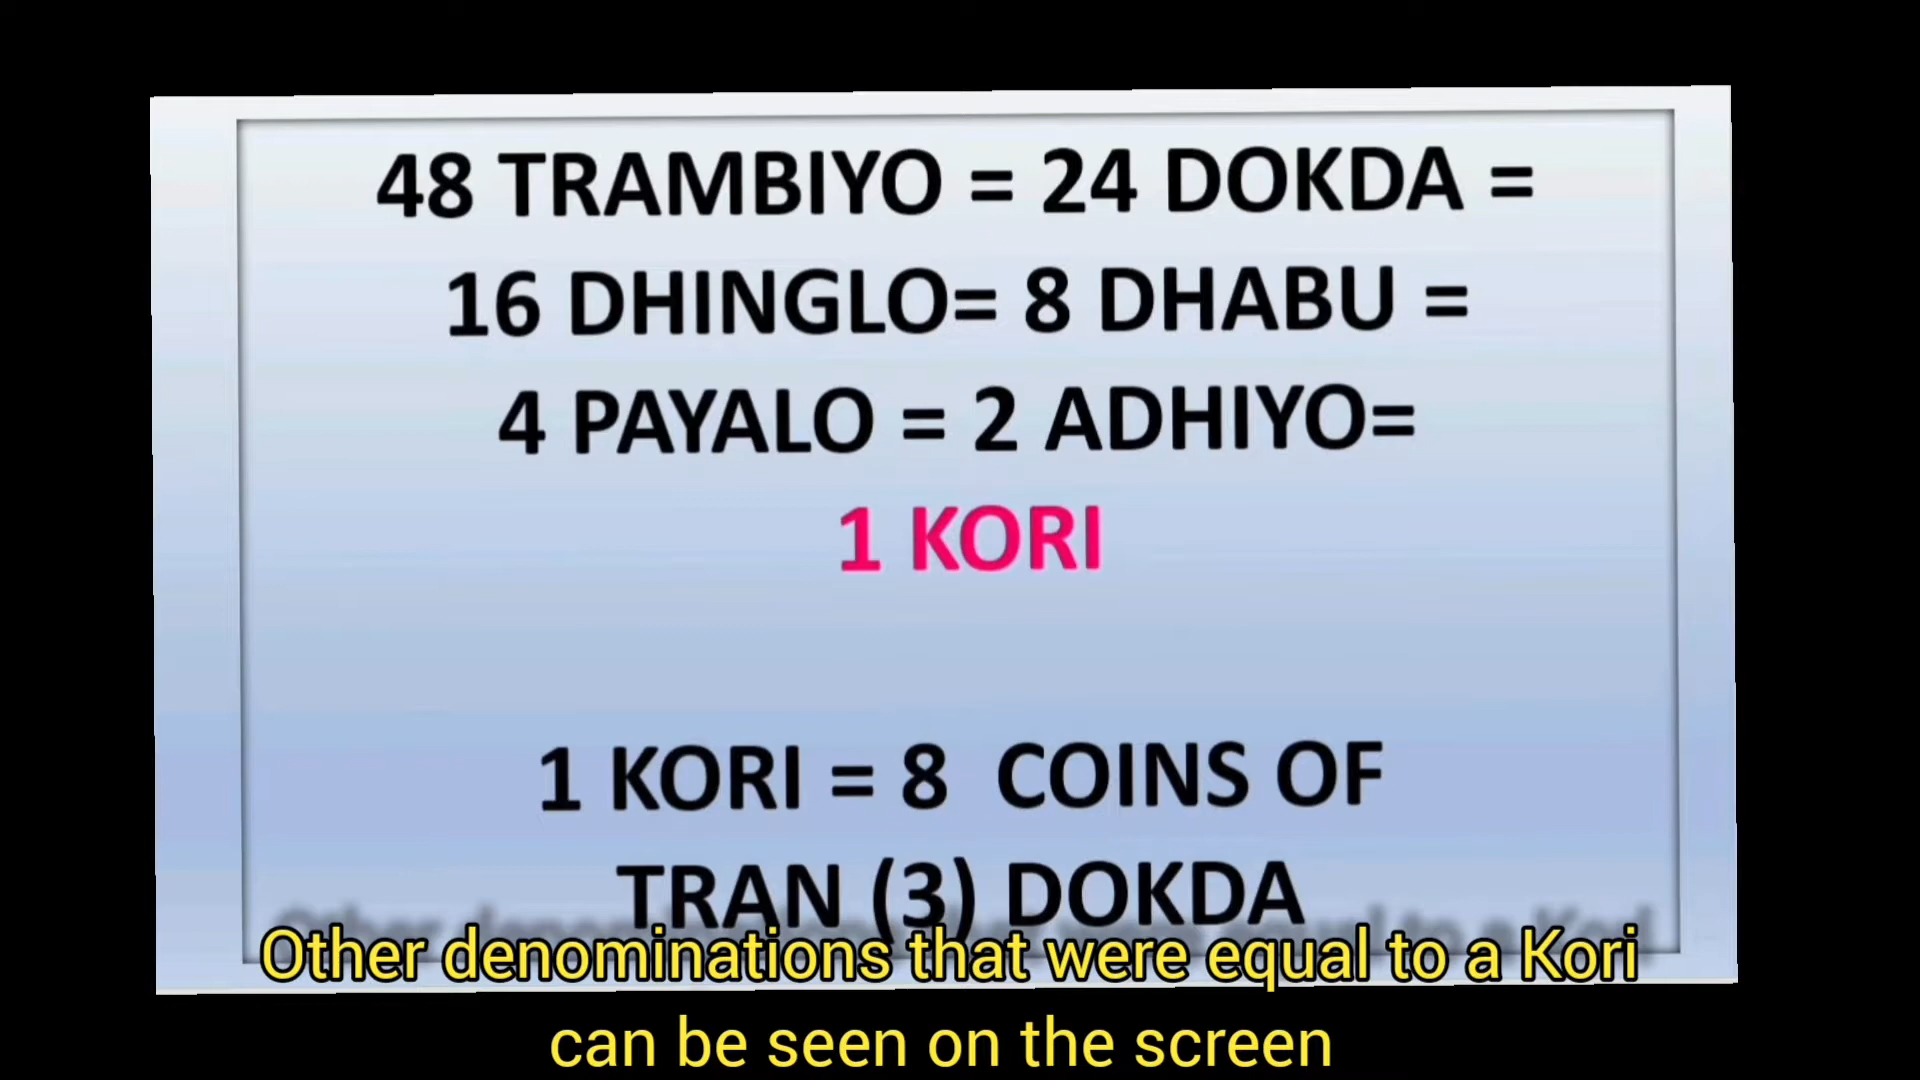 48 TRAMBIYO = 24 DOKDA =
16 DHINGLO= 8 DHABU =
4 PAYALO = 2 ADHIYO=
1 KORI
1 KORI = 8 COINS OF
TRAN (3) DOKDA
Other denominations that were equal to a Kori
can be seen on the screen